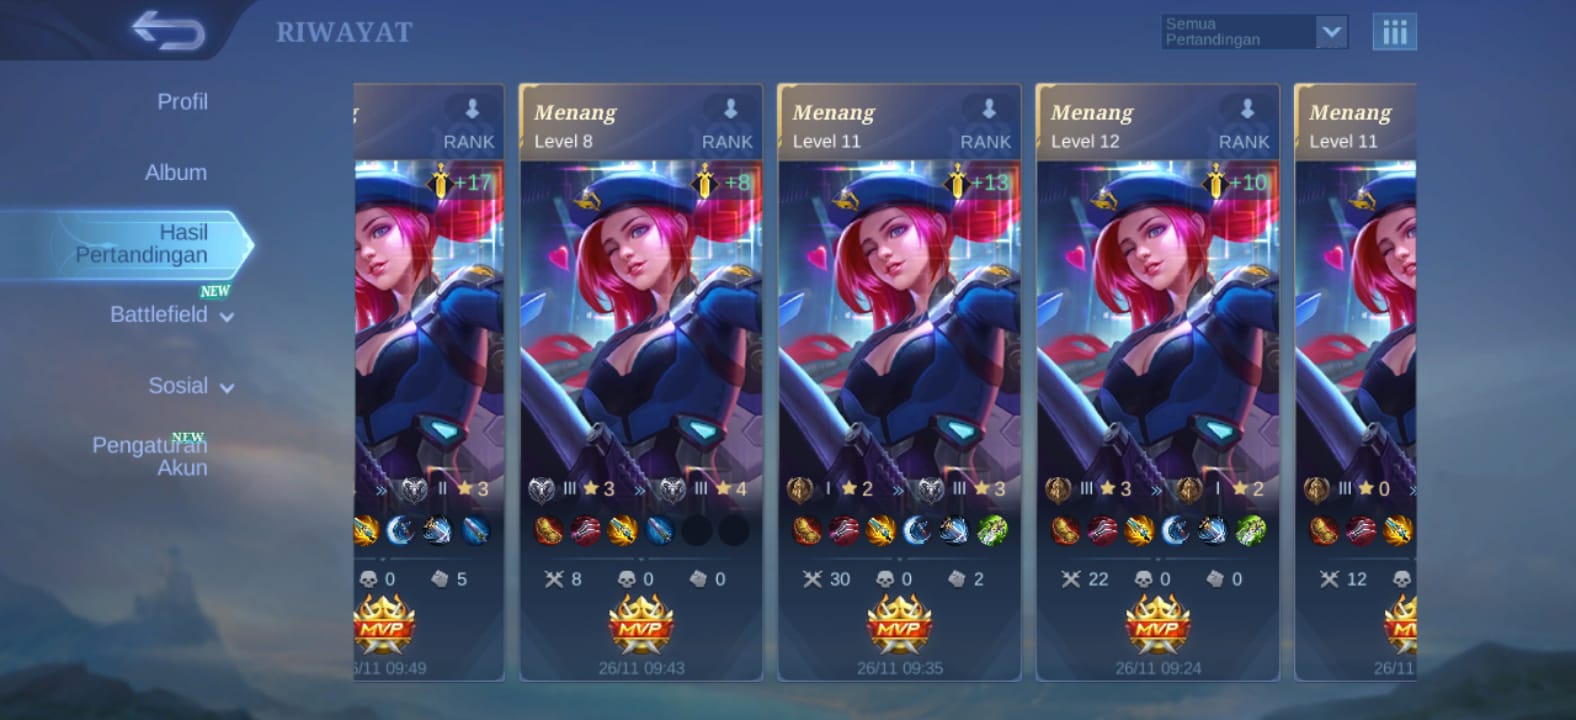 RIWAYAT
Semua
Pertandingan
Profil
Album
Hasil
Pertandingan
NEW
Battlefield
Sosial
NEW
Pengaturan
Akun
RANK
+17
II 3
0 5
MVP
/11 09:49
Menang
Level 8 RANK
+8
III 3 » III 4
8 0 0
MVP
26/11 09:43
Menang
Level 11 RANK
+13
I 2 » III 3
30 0 2
MVP
26/11 09:35
Menang
Level 12 RANK
+10
III 3 » I 2
22 0 0
MVP
26/11 09:24
Menang
Level 11
III 0 »
12
26/11